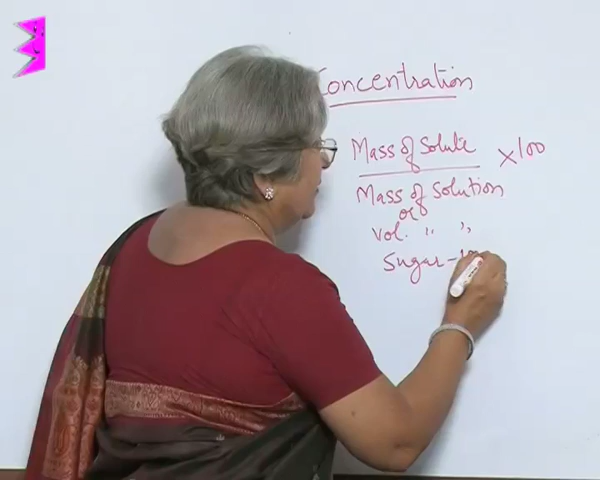 Concentration
Mass of Solute × 100
Mass of Solution
or
Vol. " "
Sugar -